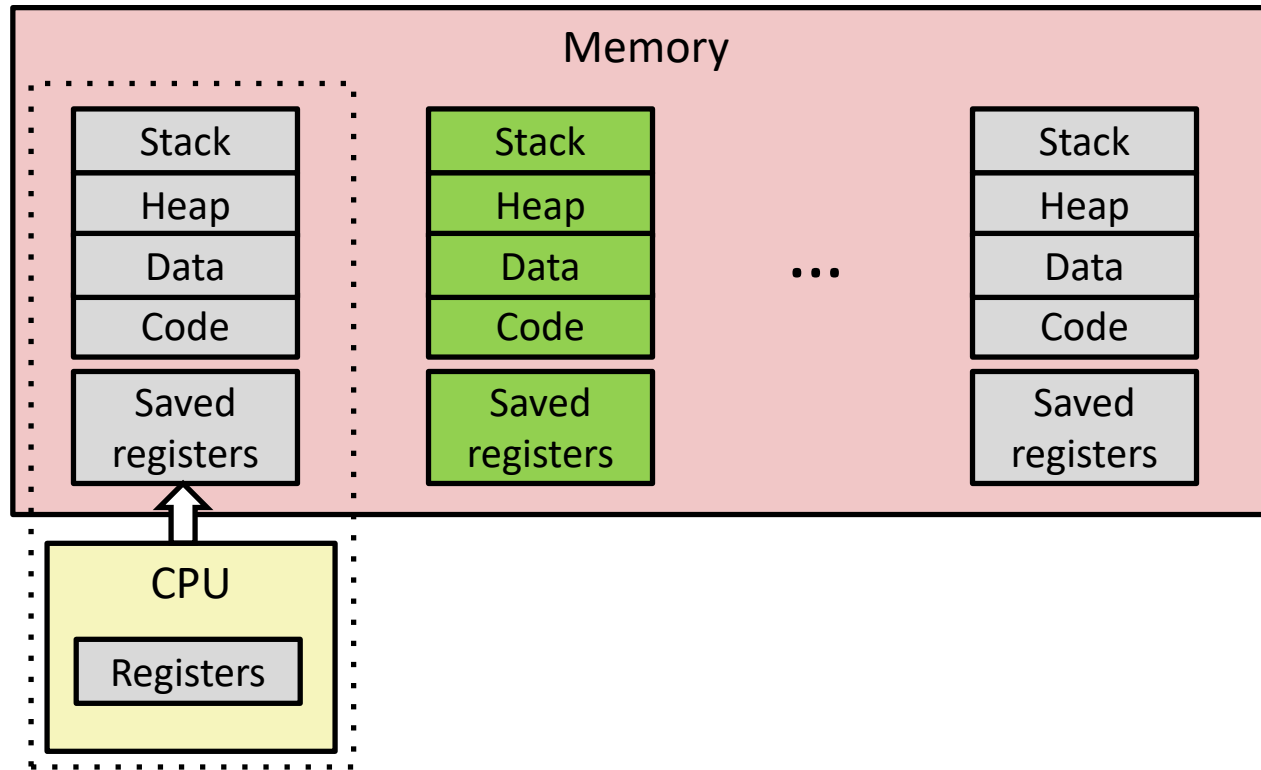 Memory
Stack
Heap
Data
Code
Saved
registers
Stack
Heap
Data
Code
Saved
registers
...
Stack
Heap
Data
Code
Saved
registers
CPU
Registers